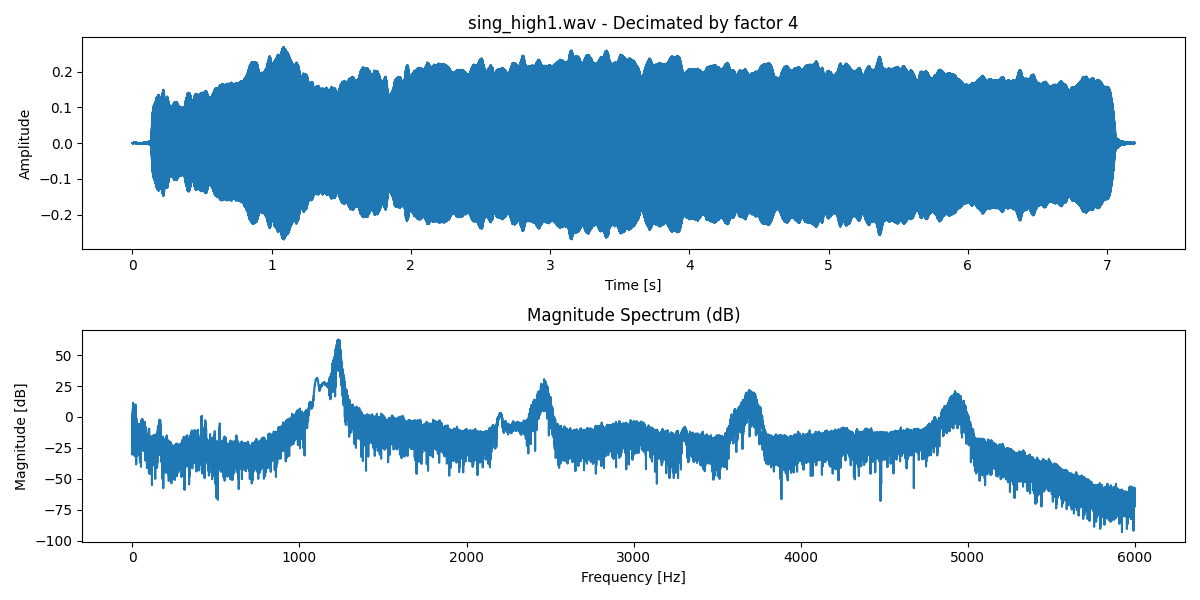 sing_high1.wav - Decimated by factor 4
0.2
0.1
0.0
−0.1
−0.2
Amplitude
0 1 2 3 4 5 6 7
Time [s]
Magnitude Spectrum (dB)
50
25
0
−25
−50
−75
−100
Magnitude [dB]
0 1000 2000 3000 4000 5000 6000
Frequency [Hz]